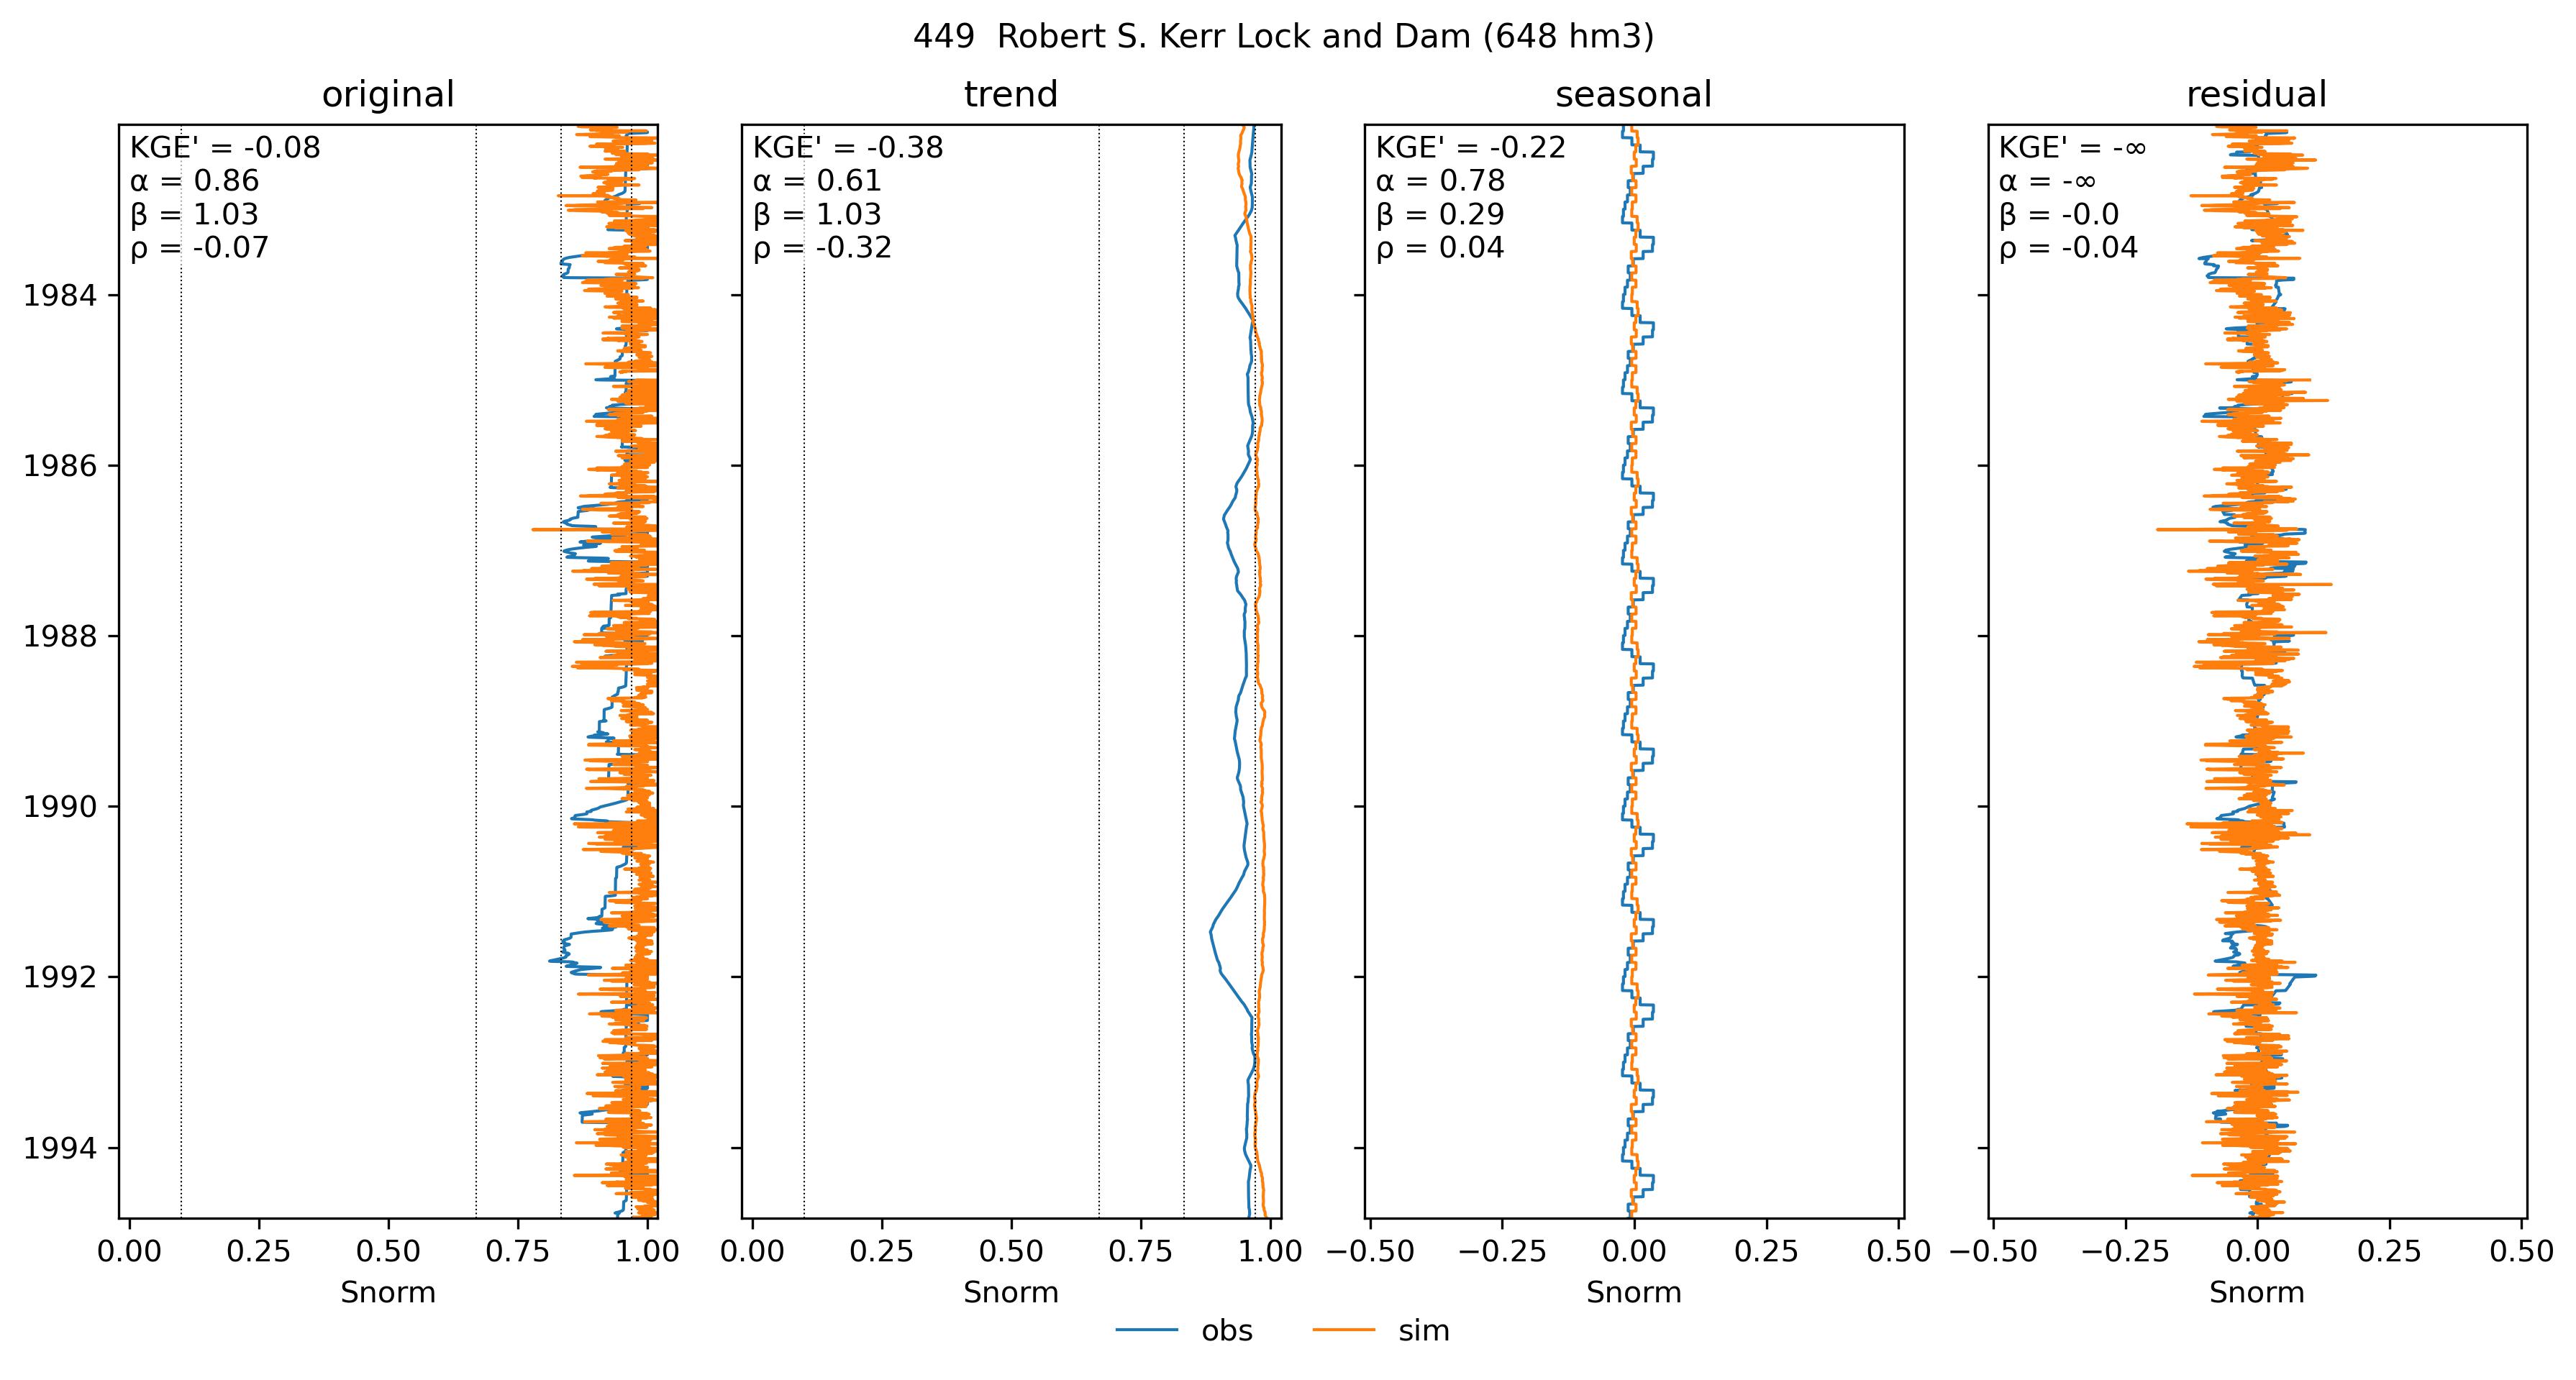 449  Robert S. Kerr Lock and Dam (648 hm3)
original
KGE' = -0.08
α = 0.86
β = 1.03
ρ = -0.07
1984
1986
1988
1990
1992
1994
0.00 0.25 0.50 0.75 1.00
Snorm
trend
KGE' = -0.38
α = 0.61
β = 1.03
ρ = -0.32
0.00 0.25 0.50 0.75 1.00
Snorm
seasonal
KGE' = -0.22
α = 0.78
β = 0.29
ρ = 0.04
−0.50 −0.25 0.00 0.25 0.50
Snorm
residual
KGE' = -∞
α = -∞
β = -0.0
ρ = -0.04
−0.50 −0.25 0.00 0.25 0.50
Snorm
obs sim